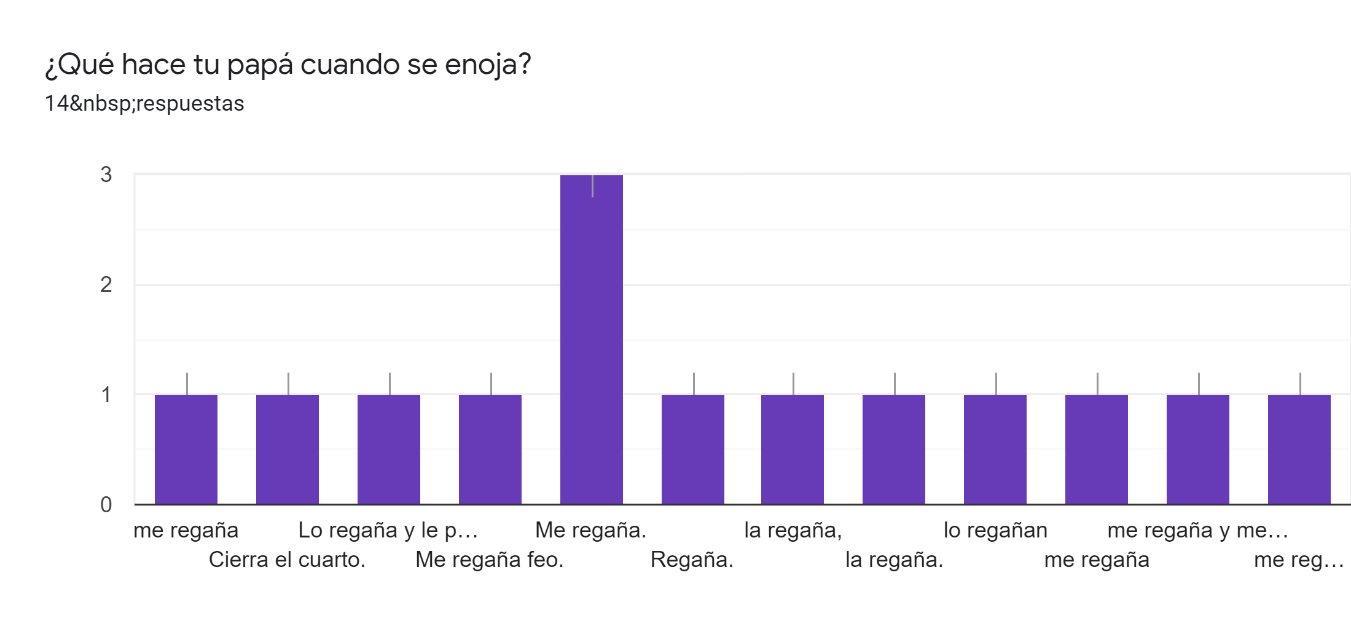 ¿Qué hace tu papá cuando se enoja?
14&nbsp;respuestas
3
2
1
0
me regaña Lo regaña y le p… Me regaña. la regaña, lo regañan me regaña y me…
Cierra el cuarto. Me regaña feo. Regaña. la regaña. me regaña me reg…